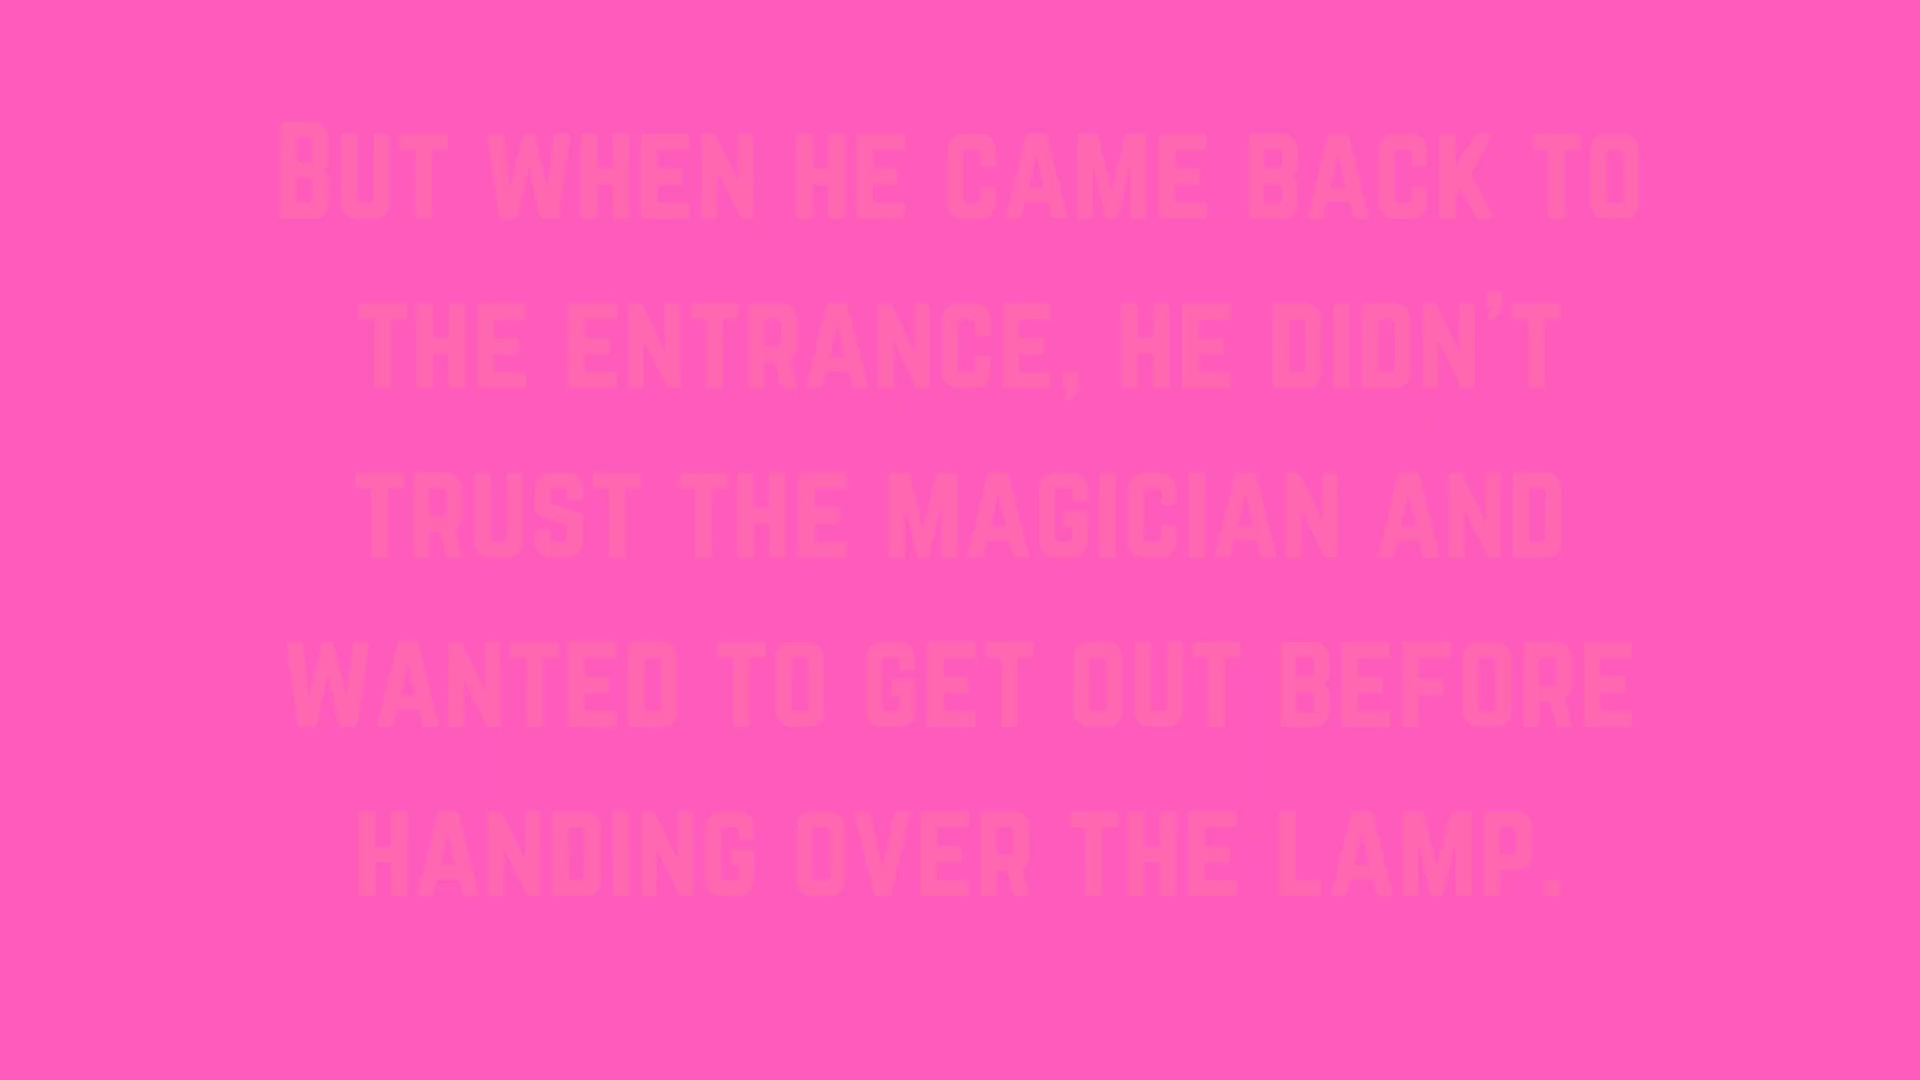 But when he came back to
the entrance, he didn't
trust the magician and
wanted to get out before
handing over the lamp.